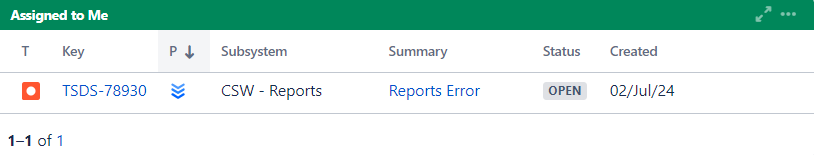 Assigned to Me
T Key P Subsystem Summary Status Created
TSDS-78930 CSW - Reports Reports Error OPEN 02/Jul/24
1–1 of 1